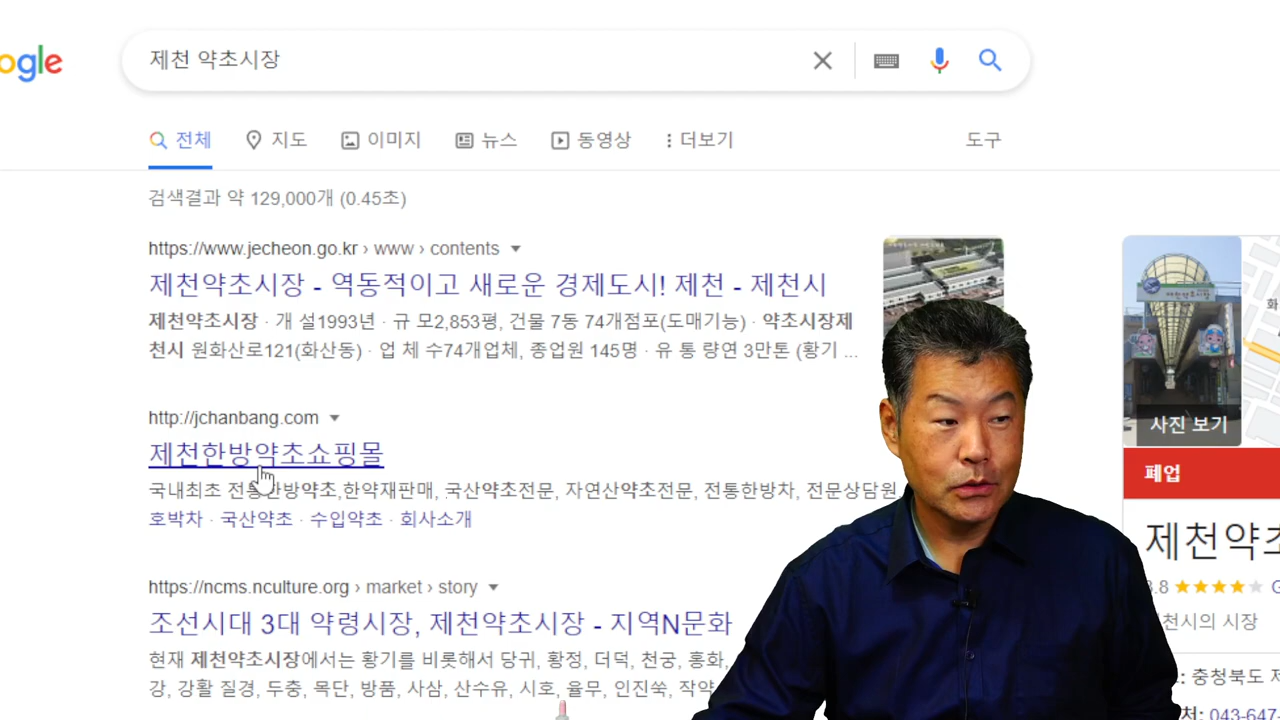 ogle
제천 약초시장
전체
지도
이미지
뉴스
동영상
더보기
도구
검색결과 약 129,000개 (0.45초)
https://www.jecheon.go.kr › www › contents
제천약초시장 - 역동적이고 새로운 경제도시! 제천 - 제천시
제천약초시장 · 개 설1993년 · 규 모2,853평, 건물 7동 74개점포(도매기능) · 약초시장제
천시 원화산로121(화산동) · 업 체 수74개업체, 종업원 145명 · 유 통 량연 3만톤 (황기 ...
http://jchanbang.com
제천한방약초쇼핑몰
국내최초 전통한방약초,한약재판매, 국산약초전문, 자연산약초전문, 전통한방차, 전문상담원,
호박차 · 국산약초 · 수입약초 · 회사소개
https://ncms.nculture.org › market › story
조선시대 3대 약령시장, 제천약초시장 - 지역N문화
현재 제천약초시장에서는 황기를 비롯해서 당귀, 황정, 더덕, 천궁, 홍화,
강, 강활 질경, 두충, 목단, 방품, 사삼, 산수유, 시호, 율무, 인진쑥, 작약
제천약초시장
사진 보기
폐업
제천약초
3.8
G
천시의 시장
: 충청북도 제
처: 043-647